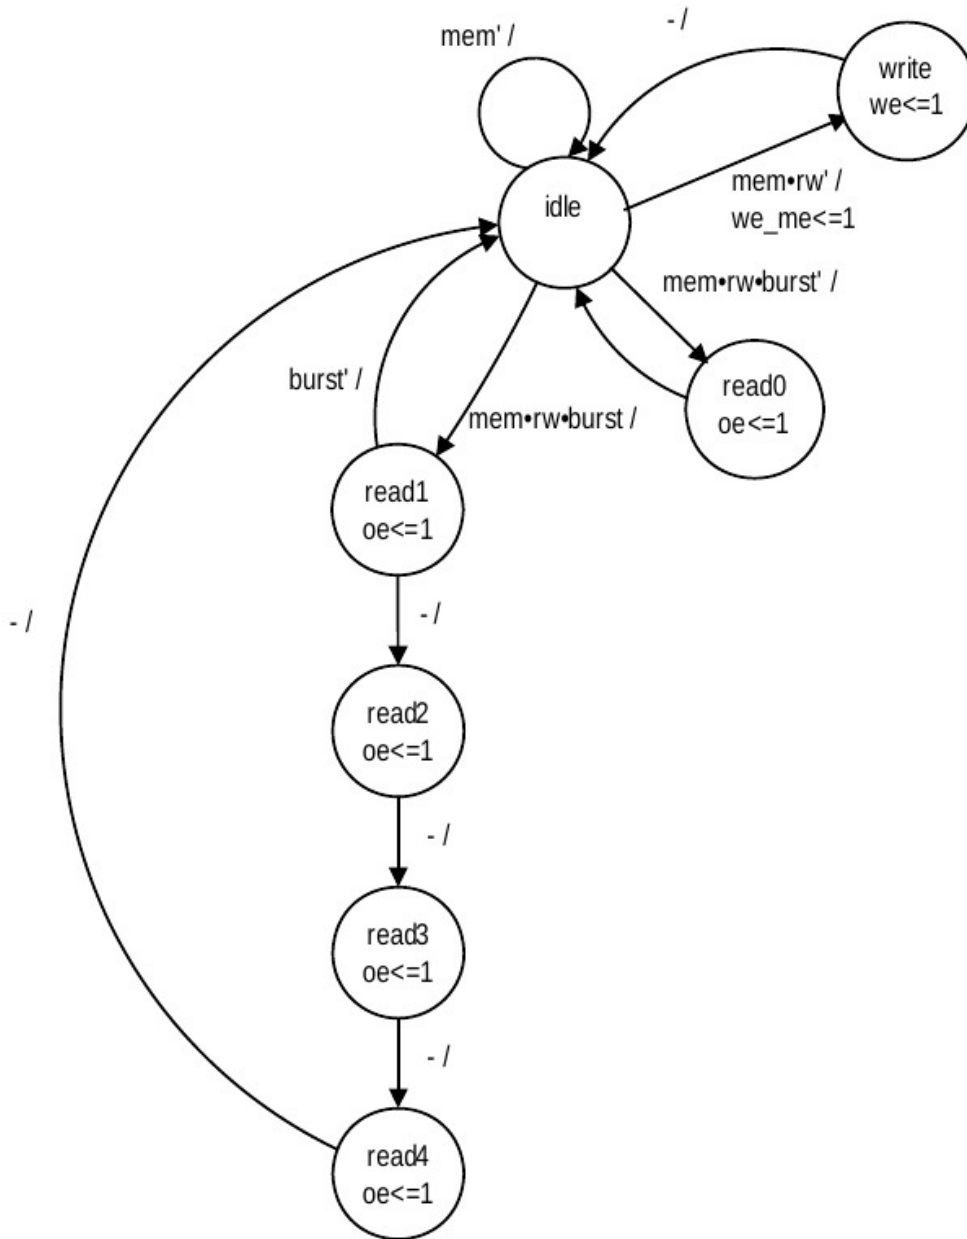 mem' /
- /
write
we<=1
idle
mem•rw' /
we_me<=1
mem•rw•burst' /
burst' /
mem•rw•burst /
read0
oe<=1
read1
oe<=1
- /
- /
read2
oe<=1
- /
read3
oe<=1
- /
read4
oe<=1